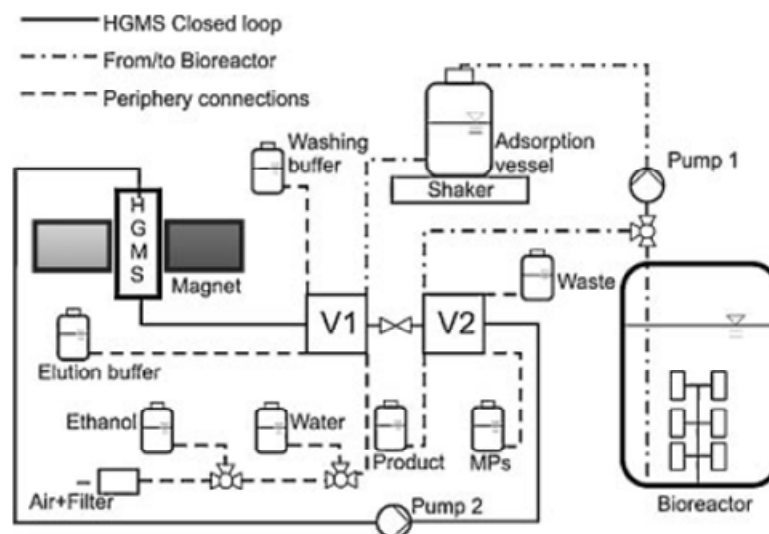 HGMS Closed loop
From/to Bioreactor
Periphery connections
Washing
buffer
Adsorption
vessel
Shaker
Pump 1
HGMS
Magnet
V1
V2
Waste
Elution buffer
Ethanol
Water
Product
MPs
Air+Filter
Pump 2
Bioreactor